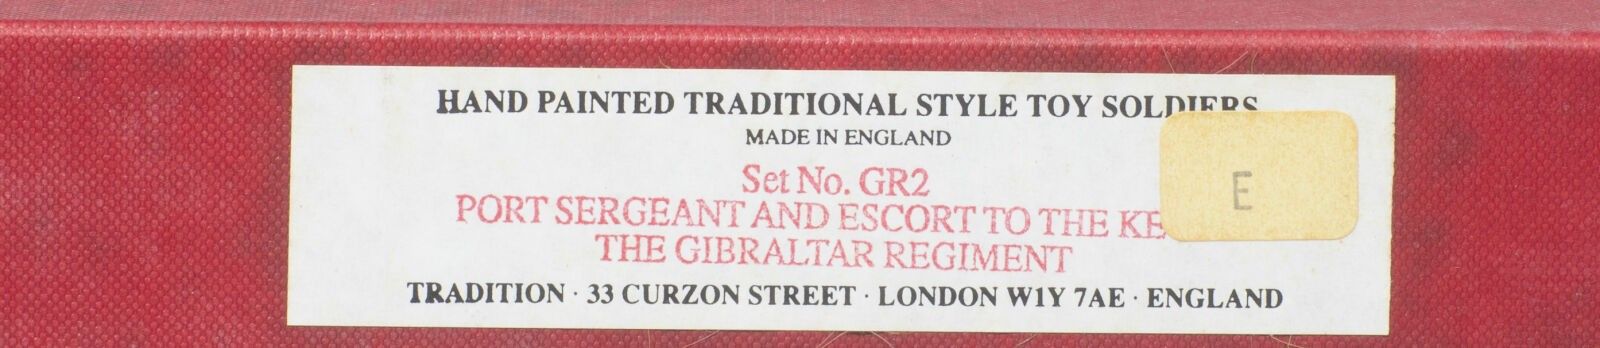 HAND PAINTED TRADITIONAL STYLE TOY SOLDIERS
MADE IN ENGLAND
Set No. GR2
PORT SERGEANT AND ESCORT TO THE KE
E
THE GIBRALTAR REGIMENT
TRADITION · 33 CURZON STREET · LONDON W1Y 7AE · ENGLAND